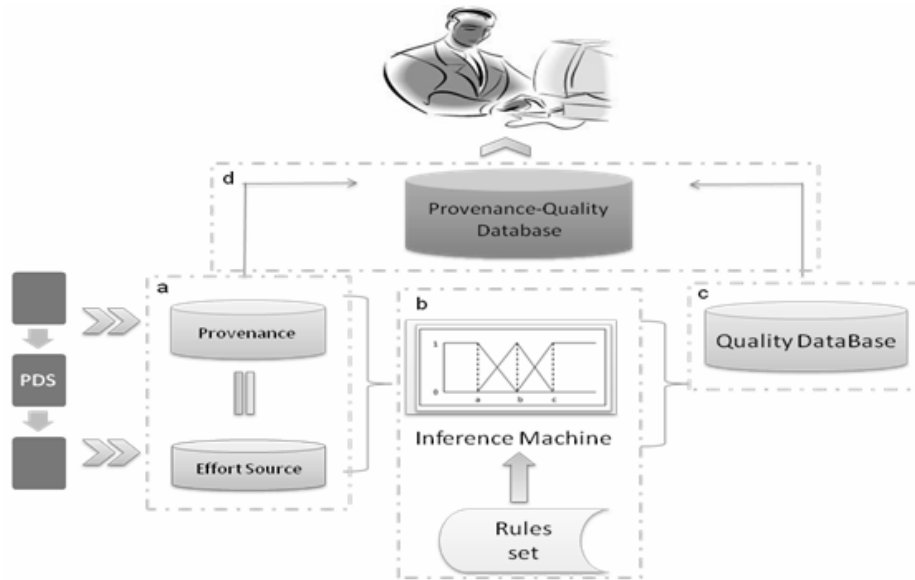 d
Provenance-Quality
Database
a
Provenance
PDS
Effort Source
b
1
0
a b c
Inference Machine
Rules
set
c
Quality DataBase